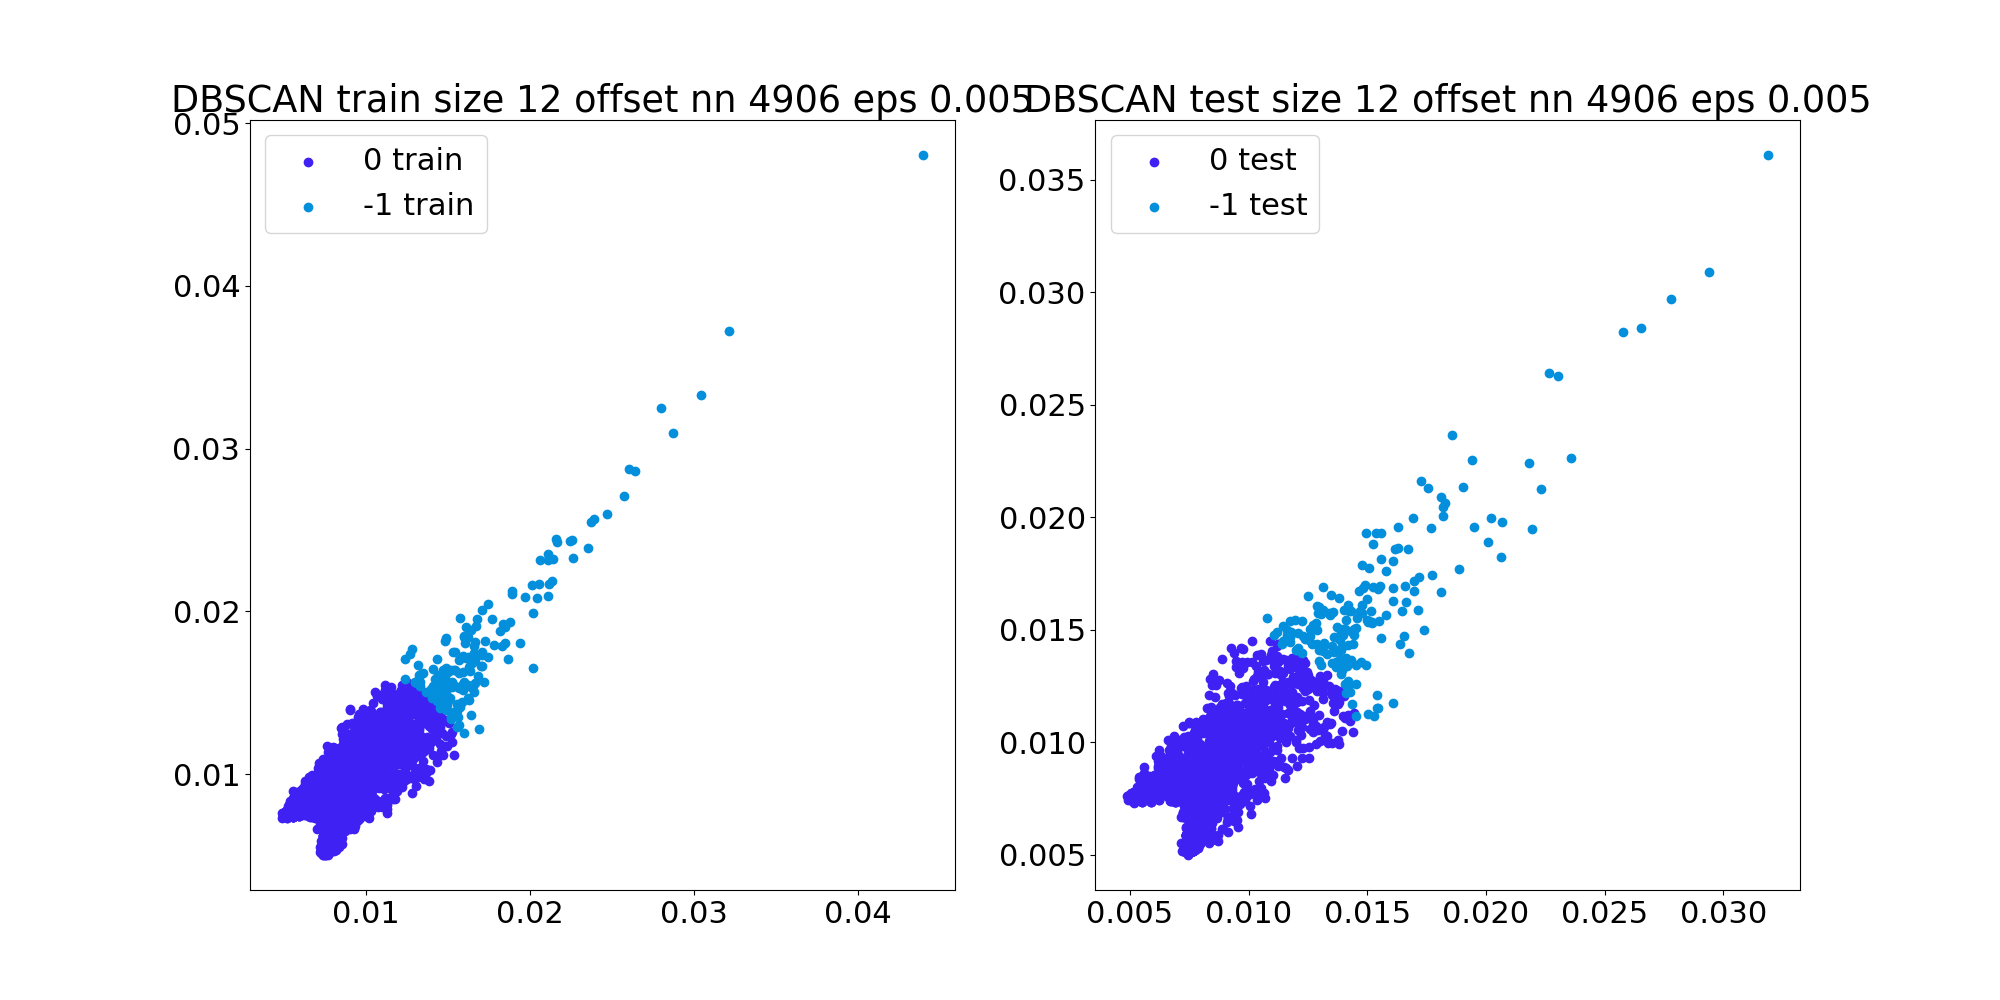 DBSCAN train size 12 offset nn 4906 eps 0.005
0.05
0.04
0.03
0.02
0.01
0 train
-1 train
0.01 0.02 0.03 0.04
DBSCAN test size 12 offset nn 4906 eps 0.005
0.035
0.030
0.025
0.020
0.015
0.010
0.005
0 test
-1 test
0.005 0.010 0.015 0.020 0.025 0.030